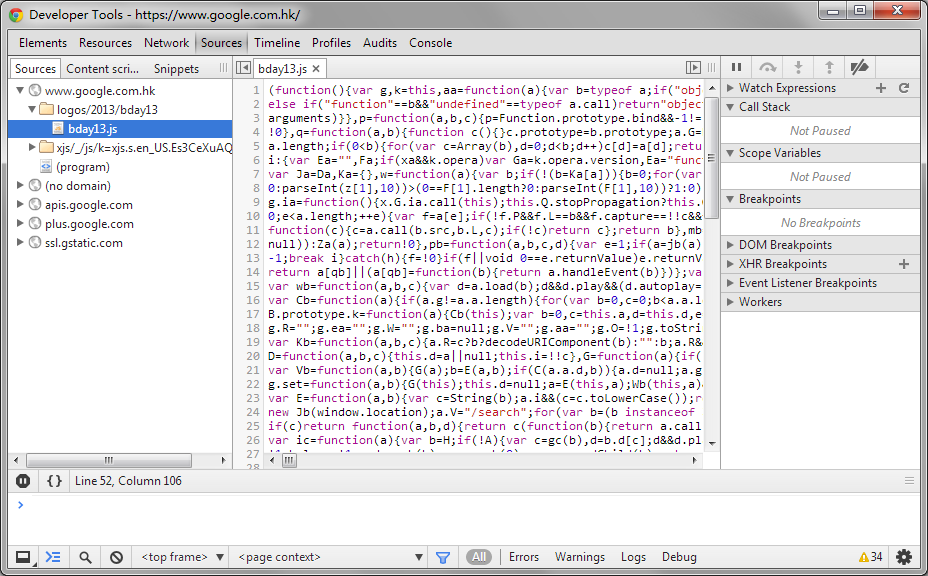 Developer Tools - https://www.google.com.hk/
Elements Resources Network Sources Timeline Profiles Audits Console
Sources Content scri... Snippets
bday13.js
www.google.com.hk
logos/2013/bday13
bday13.js
xjs/_/js/k=xjs.s.en_US.Es3CeXuAQ
(program)
(no domain)
apis.google.com
plus.google.com
ssl.gstatic.com
1 (function(){var g,k=this,aa=function(a){var b=typeof a;if("obj
2 else if("function"==b&&"undefined"==typeof a.call)return"object
3 arguments)}},p=function(a,b,c){p=Function.prototype.bind&&-1!=
4 !0},q=function(a,b){function c(){}c.prototype=b.prototype;a.G=
5 a.length;if(0<b){for(var c=Array(b),d=0;d<b;d++)c[d]=a[d];retu
6 i:{var Ea="",Fa;if(xa&&k.opera)var Ga=k.opera.version,Ea="func
7 var Ja=Da,Ka={},w=function(a){var b;if(!(b=Ka[a])){b=0;for(var
8 0:parseInt(z[1],10))>(0==F[1].length?0:parseInt(F[1],10))?1:0)
9 g.ia=function(){x.G.ia.call(this);this.Q.stopPropagation?this.
10 0;e<a.length;++e){var f=a[e];if(!f.P&&f.L==b&&f.capture==!!c&&
11 function(c){c=a.call(b.src,b.L,c);if(!c)return c};return b},mb
12 null)):Za(a);return!0},pb=function(a,b,c,d){var e=1;if(a=jb(a)
13 -1;break i}catch(h){f=!0}if(f||void 0==e.returnValue)e.returnV
14 return a[qb]||(a[qb]=function(b){return a.handleEvent(b)})};va
15 var wb=function(a,b,c){var d=a.load(b);d&&d.play&&(d.autoplay=
16 var Cb=function(a){if(a.g!=a.a.length){for(var b=0,c=0;b<a.a.l
17 B.prototype.k=function(a){Cb(this);var b=0,c=this.a,d=this.d,e
18 g.R="";g.ea="";g.W="";g.ba=null;g.V="";g.aa="";g.O=!1;g.toStri
19 var Kb=function(a,b,c){a.R=c?b?decodeURIComponent(b):"":b;a.R&
20 D=function(a,b,c){this.d=a||null;this.i=!!c},G=function(a){if(
21 var Vb=function(a,b){G(a);b=E(a,b);if(C(a.a.d,b)){a.d=null;a.g
22 g.set=function(a,b){G(this);this.d=null;a=E(this,a);Wb(this,a)
23 var E=function(a,b){var c=String(b);a.i&&(c=c.toLowerCase());r
24 new Jb(window.location);a.V="/search";for(var b=(b instanceof
25 if(c)return function(a,b,d){return c(function(b){return a.call
26 var ic=function(a){var b=H;if(!A){var c=gc(b),d=b.d[c];d&&d.pl
27
28
Watch Expressions
Call Stack
Not Paused
Scope Variables
Not Paused
Breakpoints
No Breakpoints
DOM Breakpoints
XHR Breakpoints
Event Listener Breakpoints
Workers
{} Line 52, Column 106
>
<top frame> <page context> All Errors Warnings Logs Debug 34